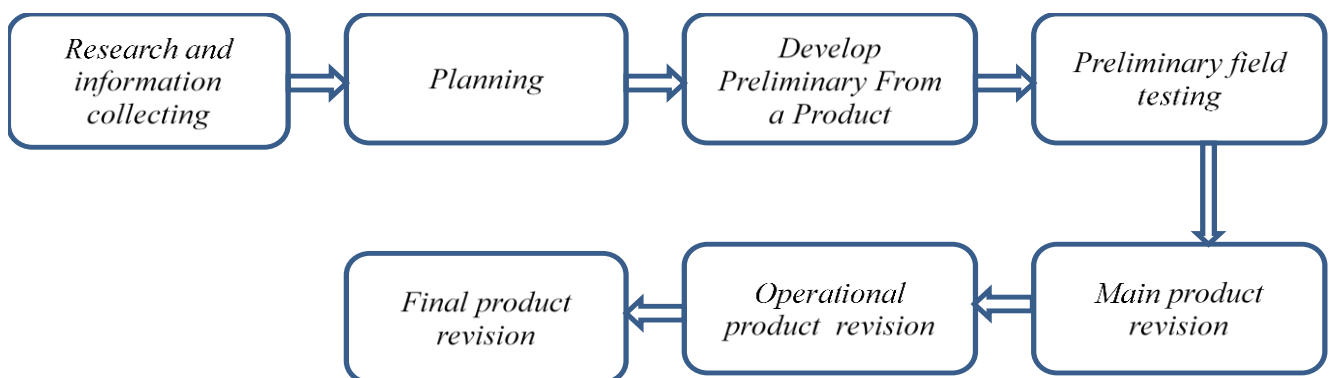 Research and
information
collecting
Planning
Develop
Preliminary From
a Product
Preliminary field
testing
Main product
revision
Operational
product revision
Final product
revision